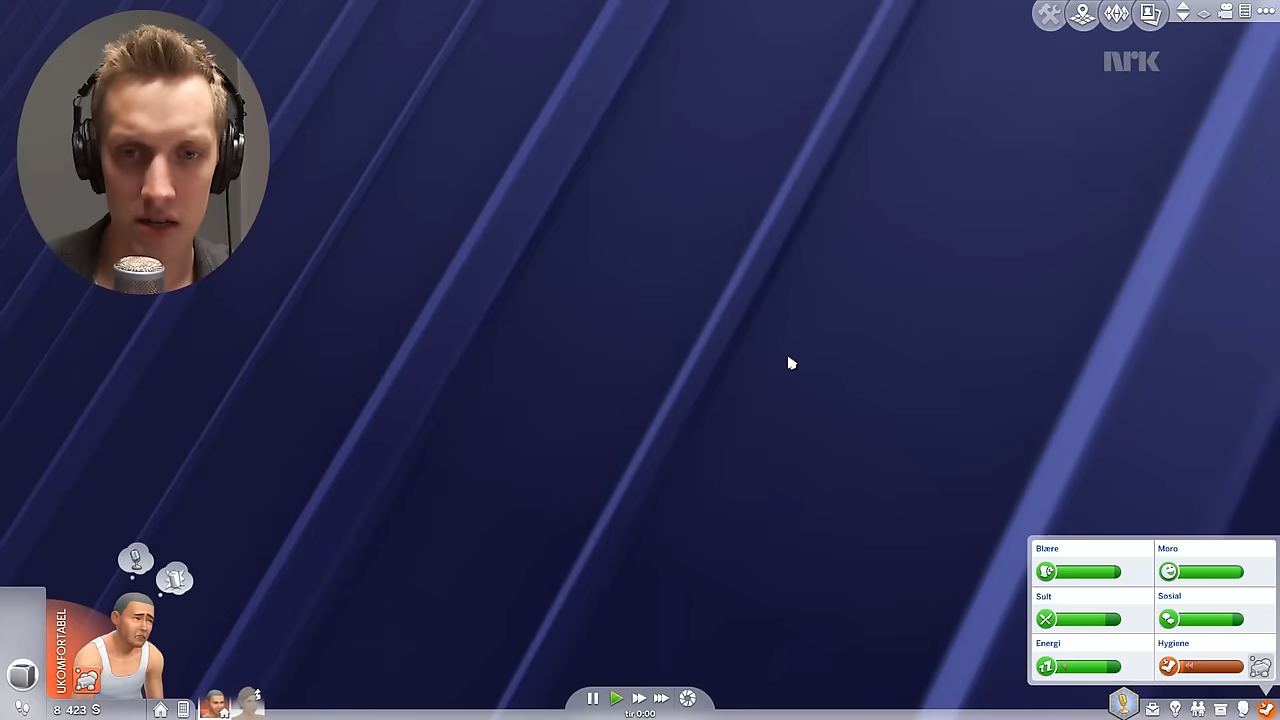 nrk
Blære
Moro
Sult
Sosial
Energi
Hygiene
UKOMFORTABEL
8 423 S
tir 0:00